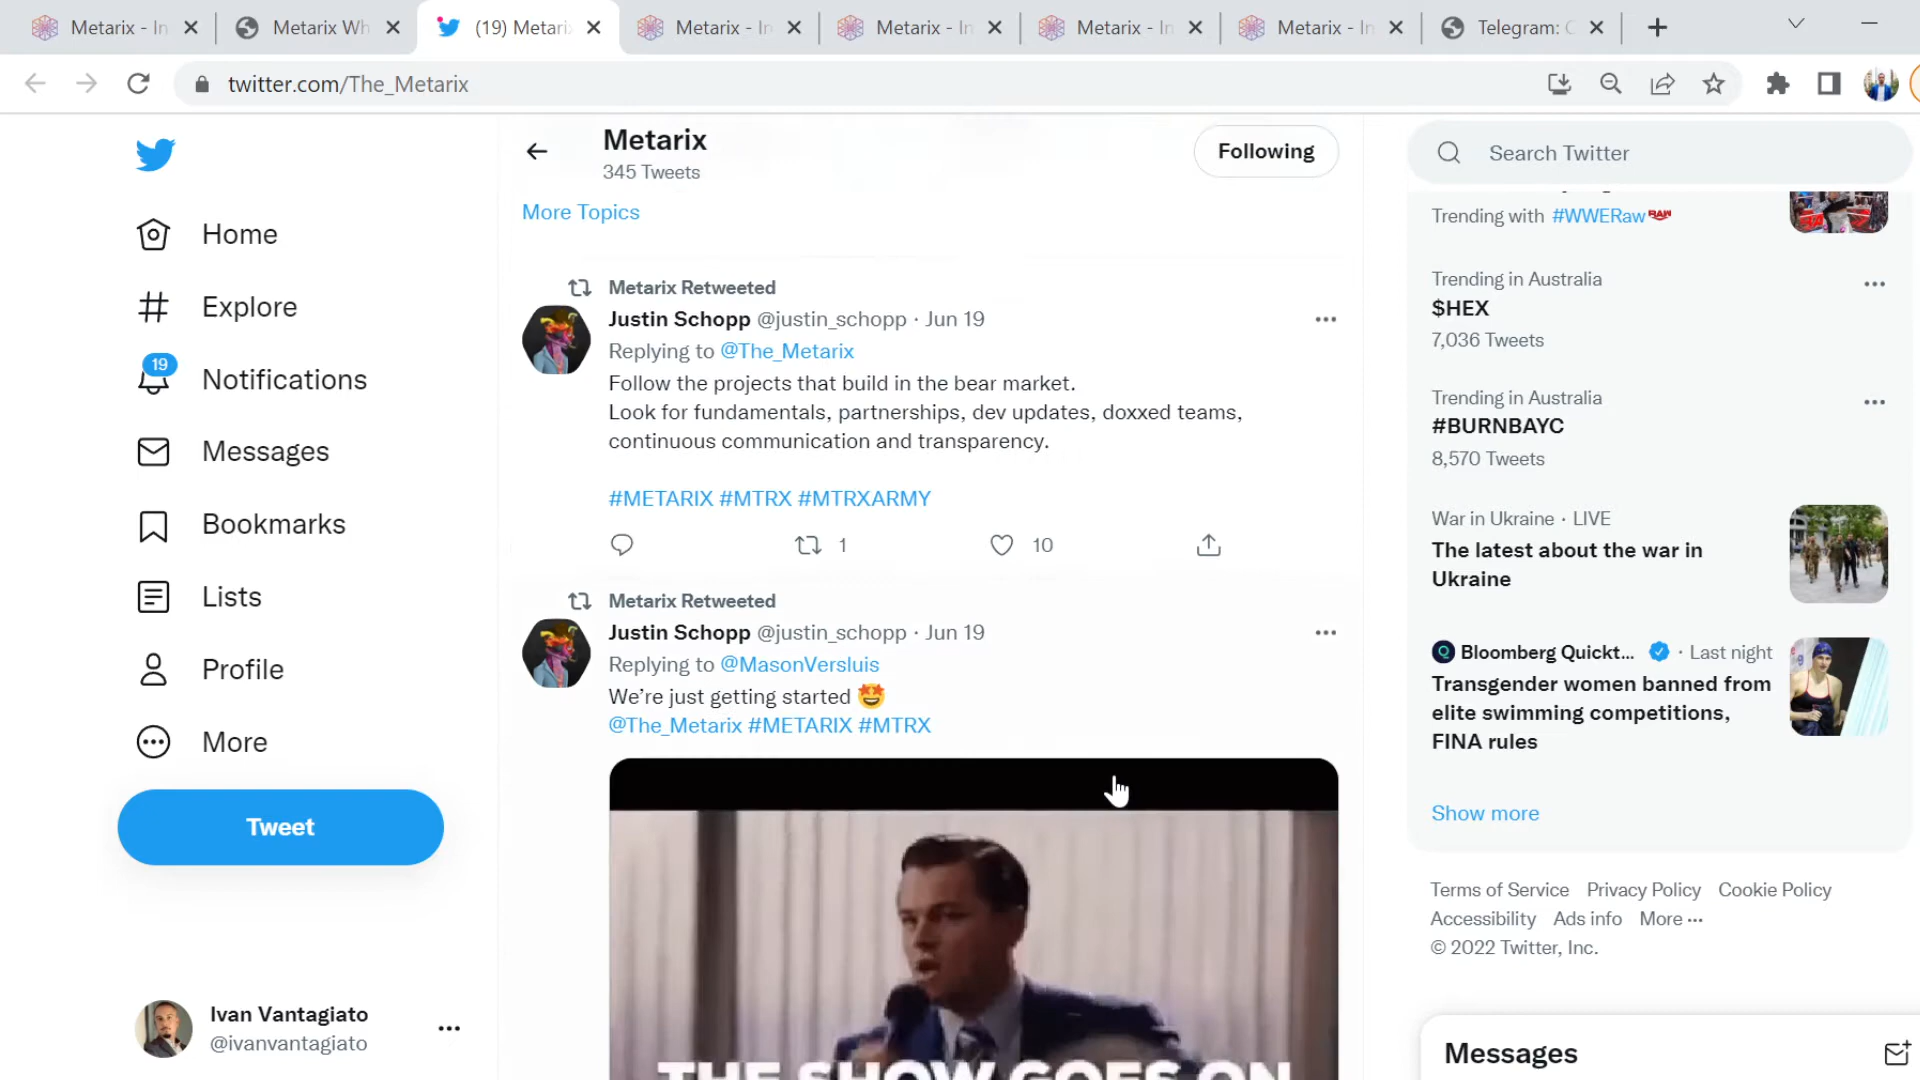 Metarix - In
Metarix Wh
(19) Metari
Metarix - In
Metarix - In
Metarix - In
Metarix - In
Telegram: C
twitter.com/The_Metarix
Home
Explore
19
Notifications
Messages
Bookmarks
Lists
Profile
More
Tweet
Ivan Vantagiato
@ivanvantagiato
Metarix
345 Tweets
Following
More Topics
Metarix Retweeted
Justin Schopp @justin_schopp · Jun 19
Replying to @The_Metarix
Follow the projects that build in the bear market.
Look for fundamentals, partnerships, dev updates, doxxed teams,
continuous communication and transparency.
#METARIX #MTRX #MTRXARMY
1
10
Metarix Retweeted
Justin Schopp @justin_schopp · Jun 19
Replying to @MasonVersluis
We’re just getting started 🤩
@The_Metarix #METARIX #MTRX
THE SHOW GOES ON
Search Twitter
Trending with #WWERaw
Trending in Australia
$HEX
7,036 Tweets
Trending in Australia
#BURNBAYC
8,570 Tweets
War in Ukraine · LIVE
The latest about the war in
Ukraine
Bloomberg Quickt... · Last night
Transgender women banned from
elite swimming competitions,
FINA rules
Show more
Terms of Service Privacy Policy Cookie Policy
Accessibility Ads info More ···
© 2022 Twitter, Inc.
Messages